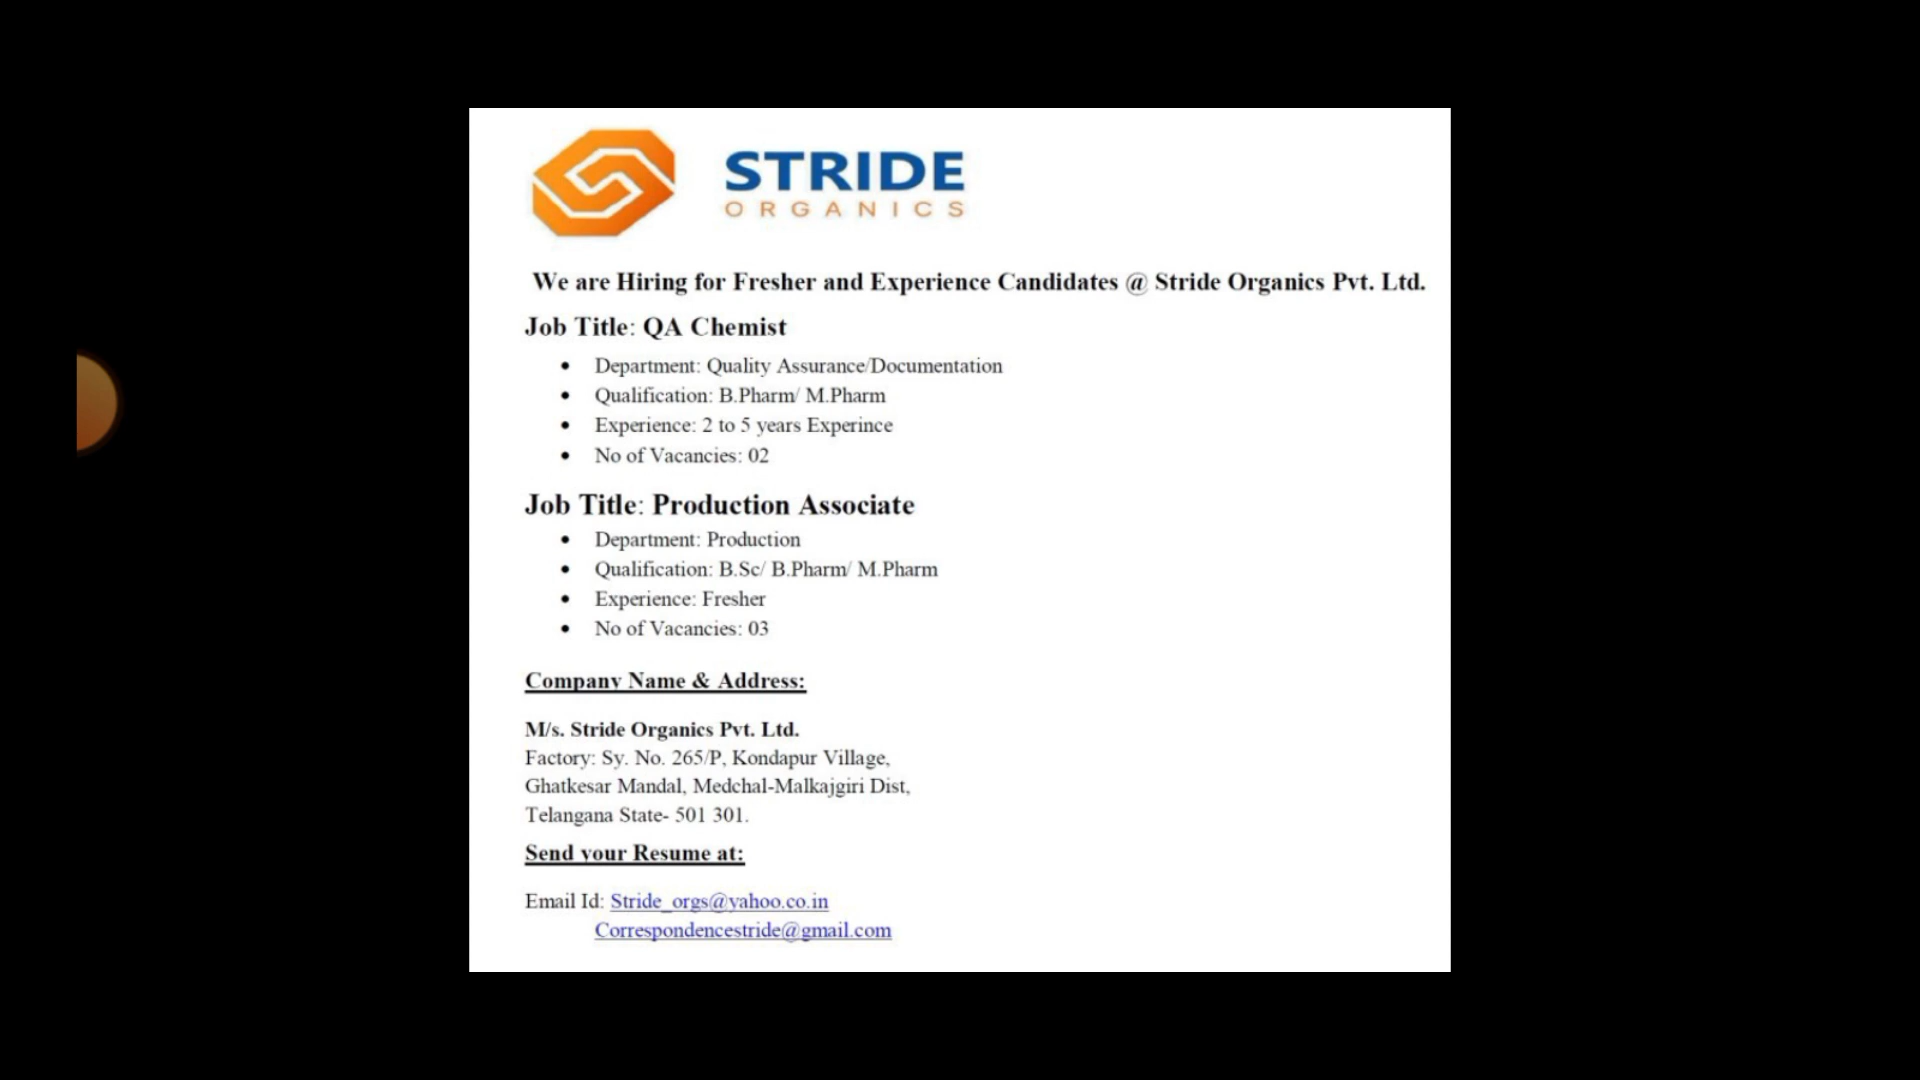 STRIDE
ORGANICS
We are Hiring for Fresher and Experience Candidates @ Stride Organics Pvt. Ltd.
Job Title: QA Chemist
• Department: Quality Assurance/Documentation
• Qualification: B.Pharm/ M.Pharm
• Experience: 2 to 5 years Experince
• No of Vacancies: 02
Job Title: Production Associate
• Department: Production
• Qualification: B.Sc/ B.Pharm/ M.Pharm
• Experience: Fresher
• No of Vacancies: 03
Company Name & Address:
M/s. Stride Organics Pvt. Ltd.
Factory: Sy. No. 265/P, Kondapur Village,
Ghatkesar Mandal, Medchal-Malkajgiri Dist,
Telangana State- 501 301.
Send your Resume at:
Email Id: Stride_orgs@yahoo.co.in
Correspondencestride@gmail.com